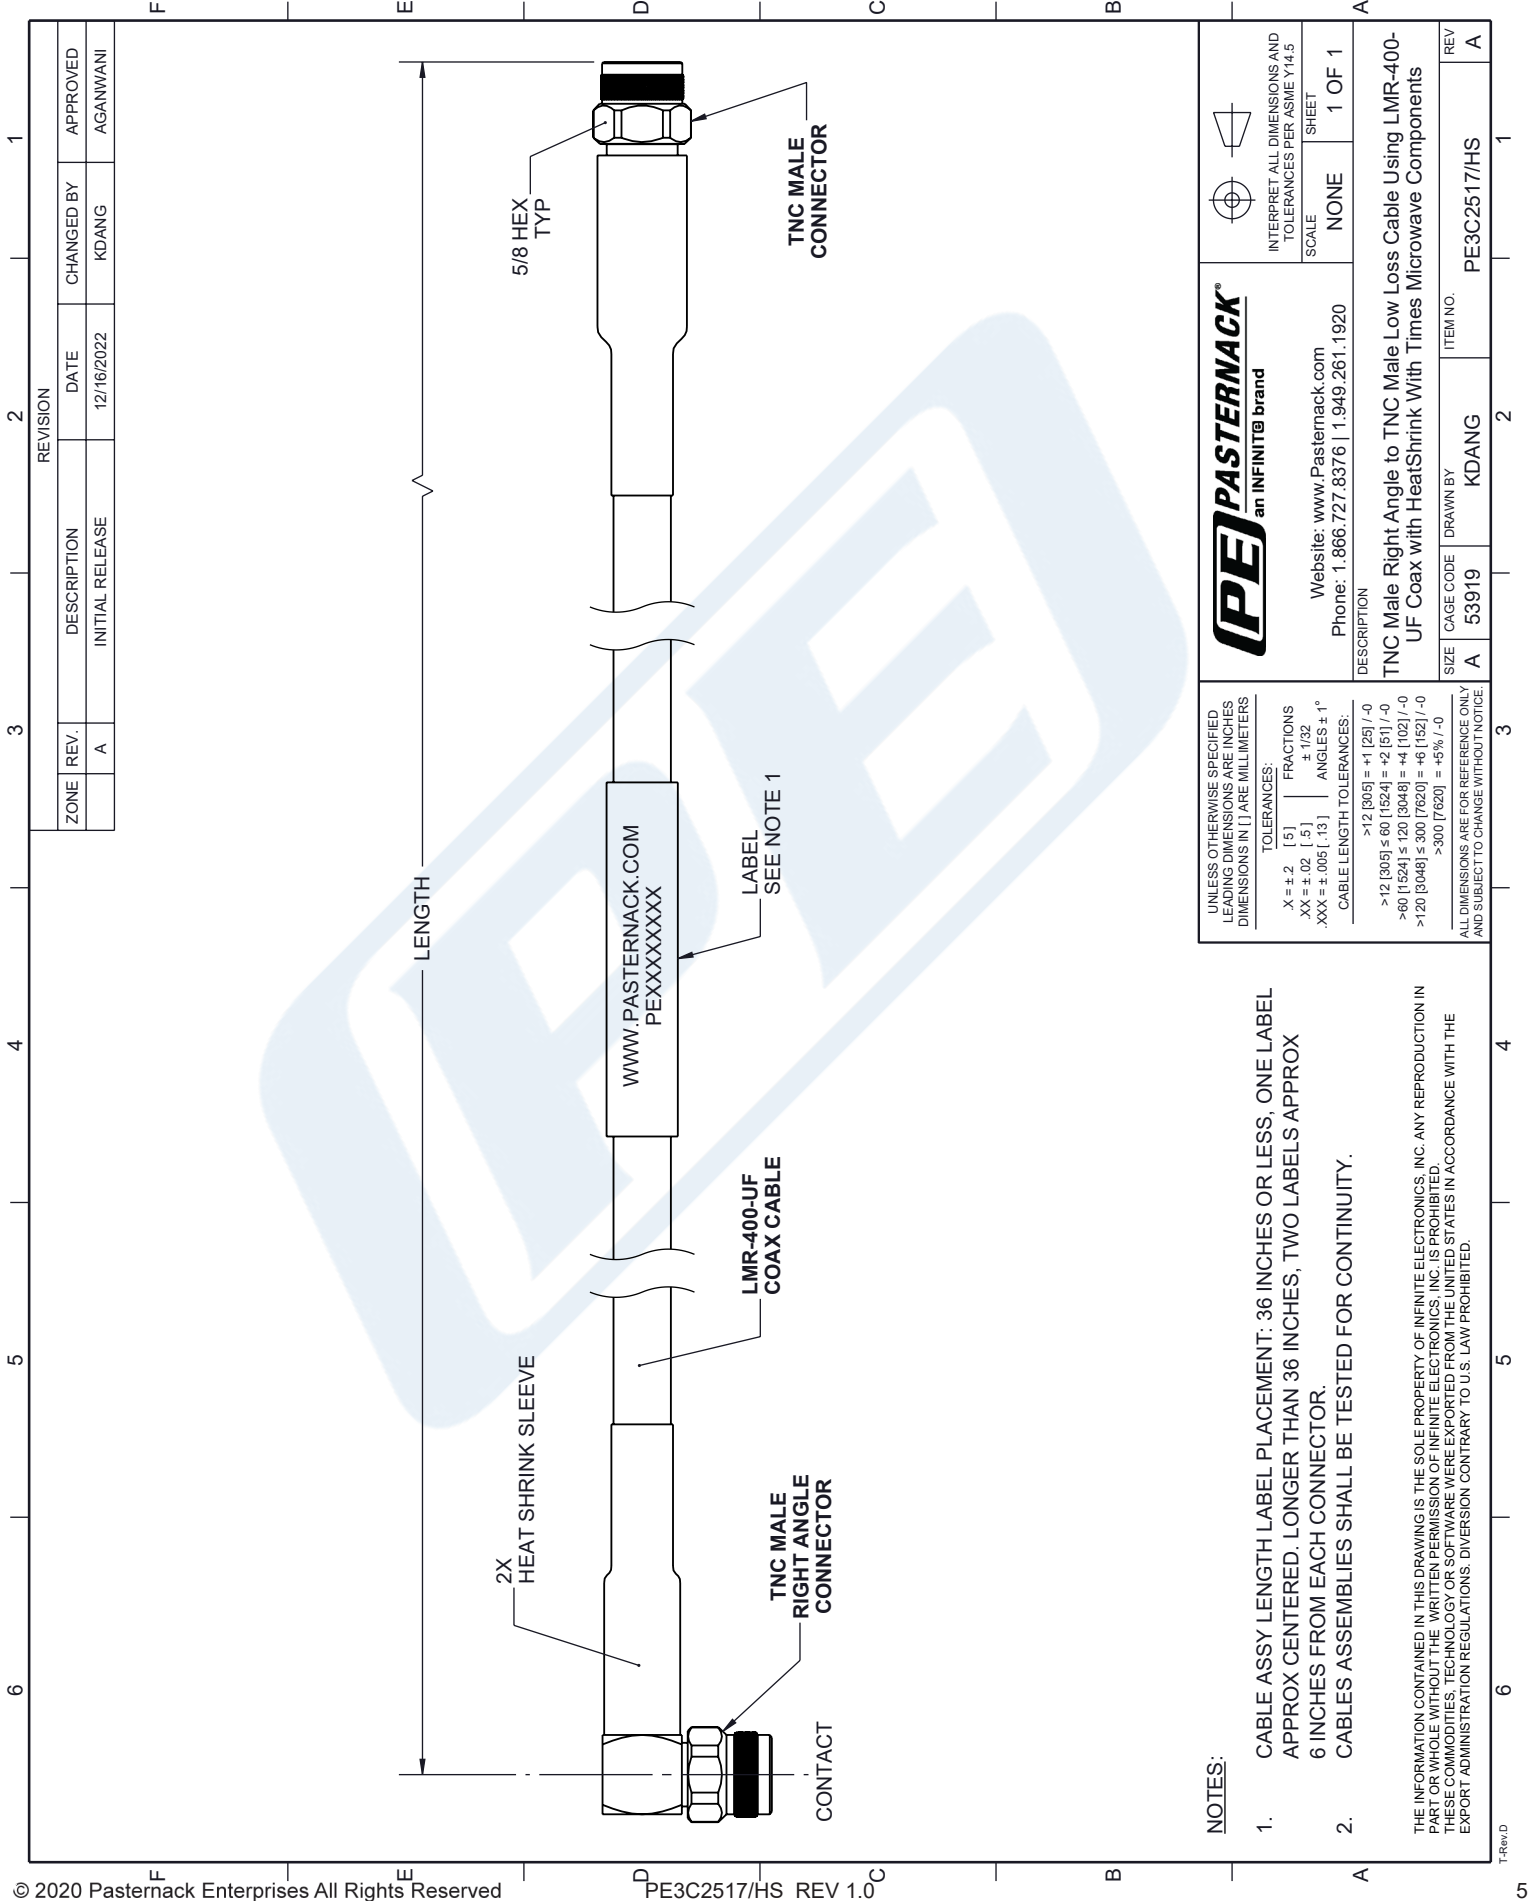 6
5
4
3
2
1
F
E
D
C
B
A
REVISION
ZONE
REV.
DESCRIPTION
DATE
CHANGED BY
APPROVED
A
INITIAL RELEASE
12/16/2022
KDANG
AGANWANI
LENGTH
2X
HEAT SHRINK SLEEVE
5/8 HEX
TYP
WWW.PASTERNACK.COM
PEXXXXXXXX
CONTACT
TNC MALE
RIGHT ANGLE
CONNECTOR
LMR-400-UF
COAX CABLE
LABEL
SEE NOTE 1
TNC MALE
CONNECTOR
NOTES:
1. CABLE ASSY LENGTH LABEL PLACEMENT: 36 INCHES OR LESS, ONE LABEL
APPROX CENTERED. LONGER THAN 36 INCHES, TWO LABELS APPROX
6 INCHES FROM EACH CONNECTOR.
2. CABLES ASSEMBLIES SHALL BE TESTED FOR CONTINUITY.
THE INFORMATION CONTAINED IN THIS DRAWING IS THE SOLE PROPERTY OF INFINITE ELECTRONICS, INC. ANY REPRODUCTION IN
PART OR WHOLE WITHOUT THE WRITTEN PERMISSION OF INFINITE ELECTRONICS, INC. IS PROHIBITED.
THESE COMMODITIES, TECHNOLOGY OR SOFTWARE WERE EXPORTED FROM THE UNITED STATES IN ACCORDANCE WITH THE
EXPORT ADMINISTRATION REGULATIONS. DIVERSION CONTRARY TO U.S. LAW PROHIBITED.
UNLESS OTHERWISE SPECIFIED
LEADING DIMENSIONS ARE INCHES
DIMENSIONS IN [ ] ARE MILLIMETERS
TOLERANCES:
.X = ± .2 [5]
.XX = ± .02 [.5]
.XXX = ± .005 [.13]
FRACTIONS
± 1/32
ANGLES ± 1°
CABLE LENGTH TOLERANCES:
>12 [305] = +1 [25] / -0
>12 [305] ≤ 60 [1524] = +2 [51] / -0
>60 [1524] ≤ 120 [3048] = +4 [102] / -0
>120 [3048] ≤ 300 [7620] = +6 [152] / -0
>300 [7620] = +5% / -0
ALL DIMENSIONS ARE FOR REFERENCE ONLY
AND SUBJECT TO CHANGE WITHOUT NOTICE.
PE PASTERNACK®
an INFINIT@ brand
Website: www.Pasternack.com
Phone: 1.866.727.8376 | 1.949.261.1920
INTERPRET ALL DIMENSIONS AND
TOLERANCES PER ASME Y14.5
SCALE
NONE
SHEET
1 OF 1
DESCRIPTION
TNC Male Right Angle to TNC Male Low Loss Cable Using LMR-400-
UF Coax with HeatShrink With Times Microwave Components
SIZE
A
CAGE CODE
53919
DRAWN BY
KDANG
ITEM NO.
PE3C2517/HS
REV
A
6
5
4
3
2
1
F
E
D
C
B
A
T-Rev.D
PE
© 2020 Pasternack Enterprises All Rights Reserved
PE3C2517/HS REV 1.0
5